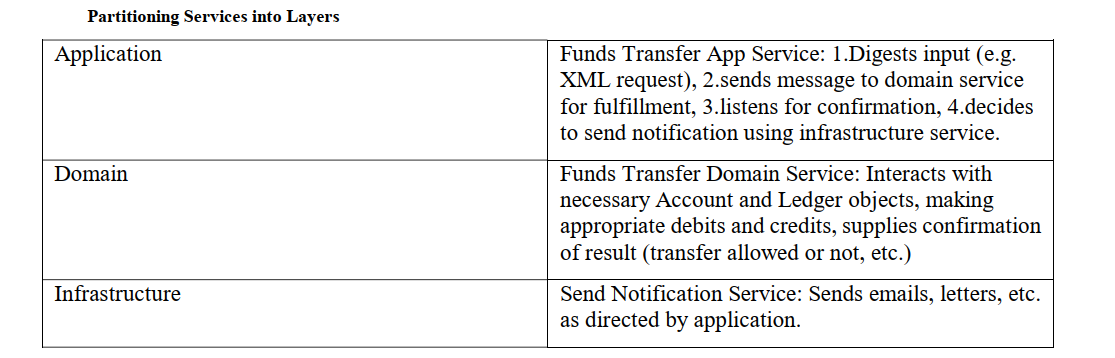 Partitioning Services into Layers
Application
Funds Transfer App Service: 1.Digests input (e.g.
XML request), 2.sends message to domain service
for fulfillment, 3.listens for confirmation, 4.decides
to send notification using infrastructure service.
Domain
Funds Transfer Domain Service: Interacts with
necessary Account and Ledger objects, making
appropriate debits and credits, supplies confirmation
of result (transfer allowed or not, etc.)
Infrastructure
Send Notification Service: Sends emails, letters, etc.
as directed by application.